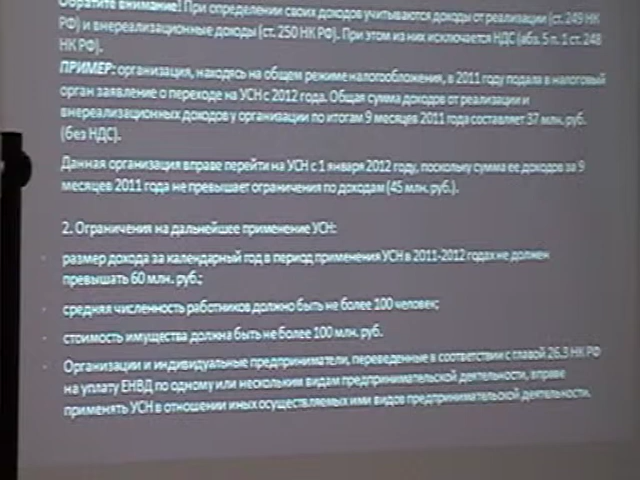 Обратите внимание! При определении своих доходов учитываются доходы от реализации (ст. 249 НК
РФ) и внереализационные доходы (ст. 250 НК РФ). При этом из них исключается НДС (абз. 5 п. 1 ст. 248
НК РФ).
ПРИМЕР: организация, находясь на общем режиме налогообложения, в 2011 году подала в налоговый
орган заявление о переходе на УСН с 2012 года. Общая сумма доходов от реализации и
внереализационных доходов у организации по итогам 9 месяцев 2011 года составляет 37 млн. руб.
(без НДС).
Данная организация вправе перейти на УСН с 1 января 2012 году, поскольку сумма ее доходов за 9
месяцев 2011 года не превышает ограничения по доходам (45 млн. руб.).
2. Ограничения на дальнейшее применение УСН:
· размер дохода за календарный год в период применения УСН в 2011-2012 годах не должен
превышать 60 млн. руб.;
· средняя численность работников должно быть не более 100 человек;
· стоимость имущества должна быть не более 100 млн. руб.
· Организации и индивидуальные предприниматели, переведенные в соответствии с главой 26.3 НК РФ
на уплату ЕНВД по одному или нескольким видам предпринимательской деятельности, вправе
применять УСН в отношении иных осуществляемых ими видов предпринимательской деятельности.